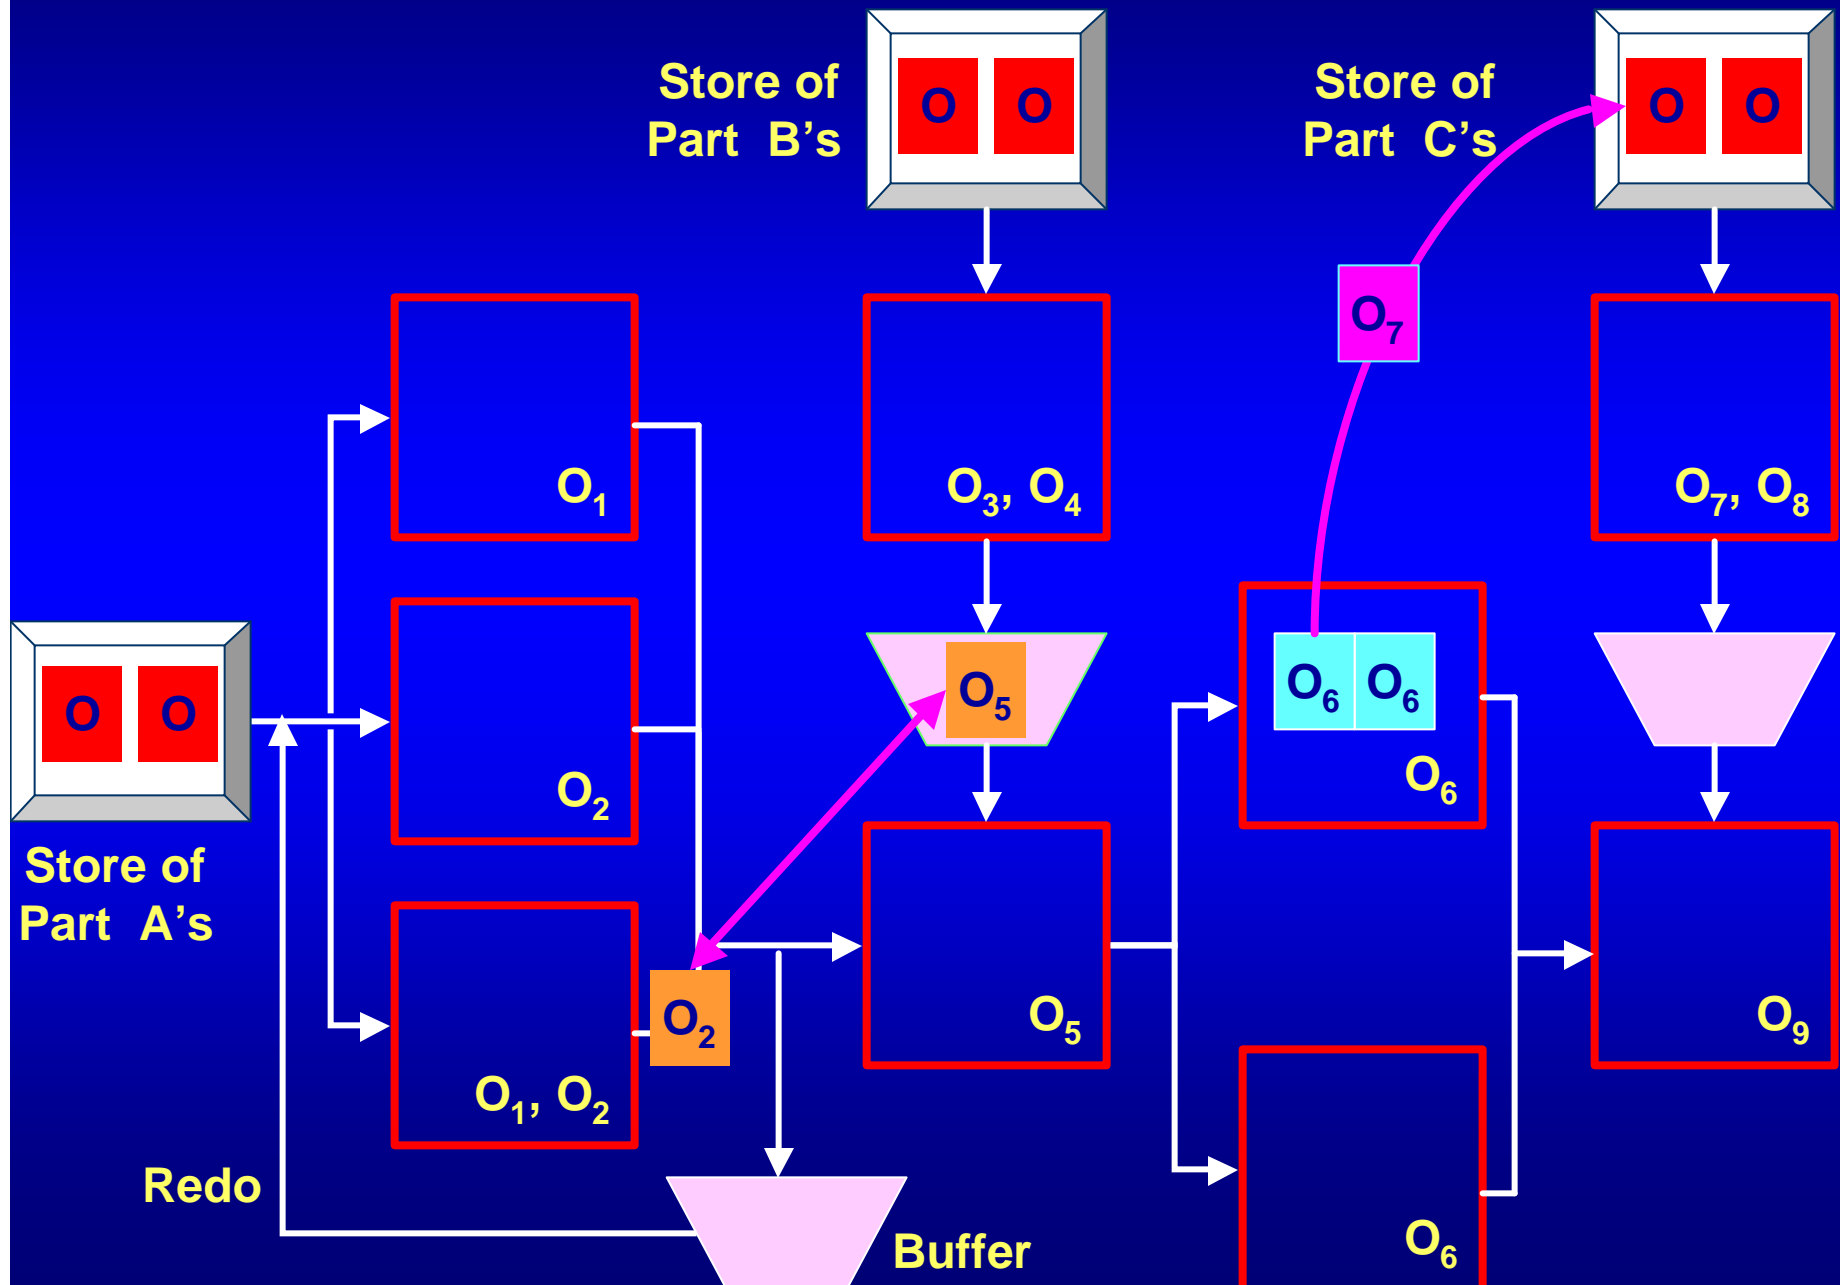 Store of
Part B's
O O
Store of
Part C's
O O
O₇
O₁
O₃, O₄
O₇, O₈
O O
Store of
Part A's
O₂
O₅
O₆ O₆
O₆
O₂
O₁, O₂
O₅
O₉
Redo
Buffer
O₆